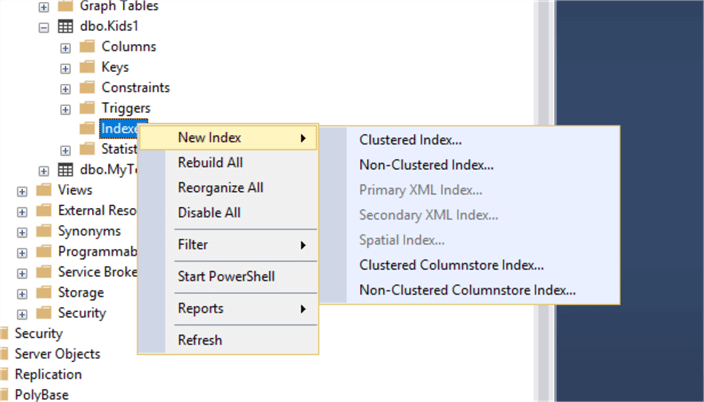 Graph Tables
dbo.Kids1
Columns
Keys
Constraints
Triggers
Indexe
Statist
dbo.MyTe
Views
External Reso
Synonyms
Programmab
Service Broke
Storage
Security
Security
Server Objects
Replication
PolyBase
New Index
Rebuild All
Reorganize All
Disable All
Filter
Start PowerShell
Reports
Refresh
Clustered Index...
Non-Clustered Index...
Primary XML Index...
Secondary XML Index...
Spatial Index...
Clustered Columnstore Index...
Non-Clustered Columnstore Index...